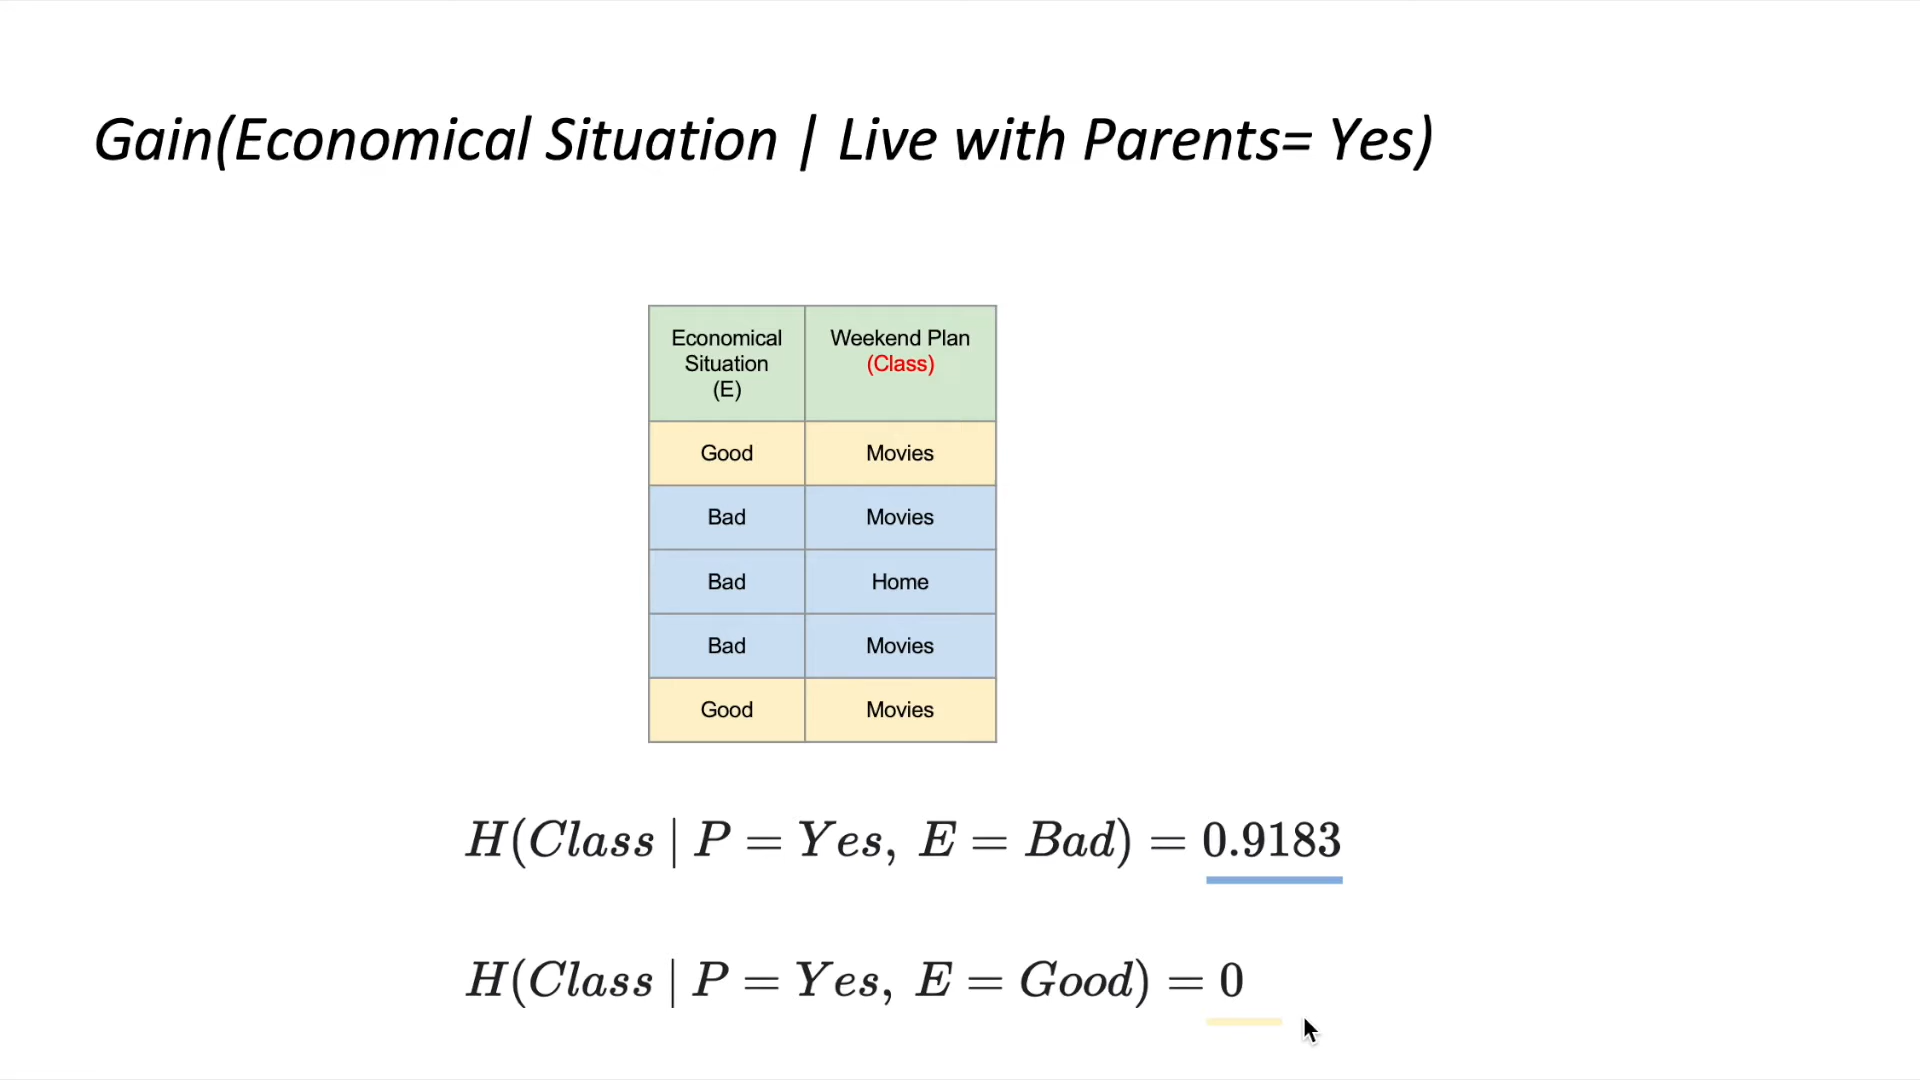 Gain(Economical Situation | Live with Parents= Yes)
Economical
Situation
(E)
Weekend Plan
(Class)
Good
Movies
Bad
Movies
Bad
Home
Bad
Movies
Good
Movies
H(Class | P = Yes, E = Bad) = 0.9183
H(Class | P = Yes, E = Good) = 0